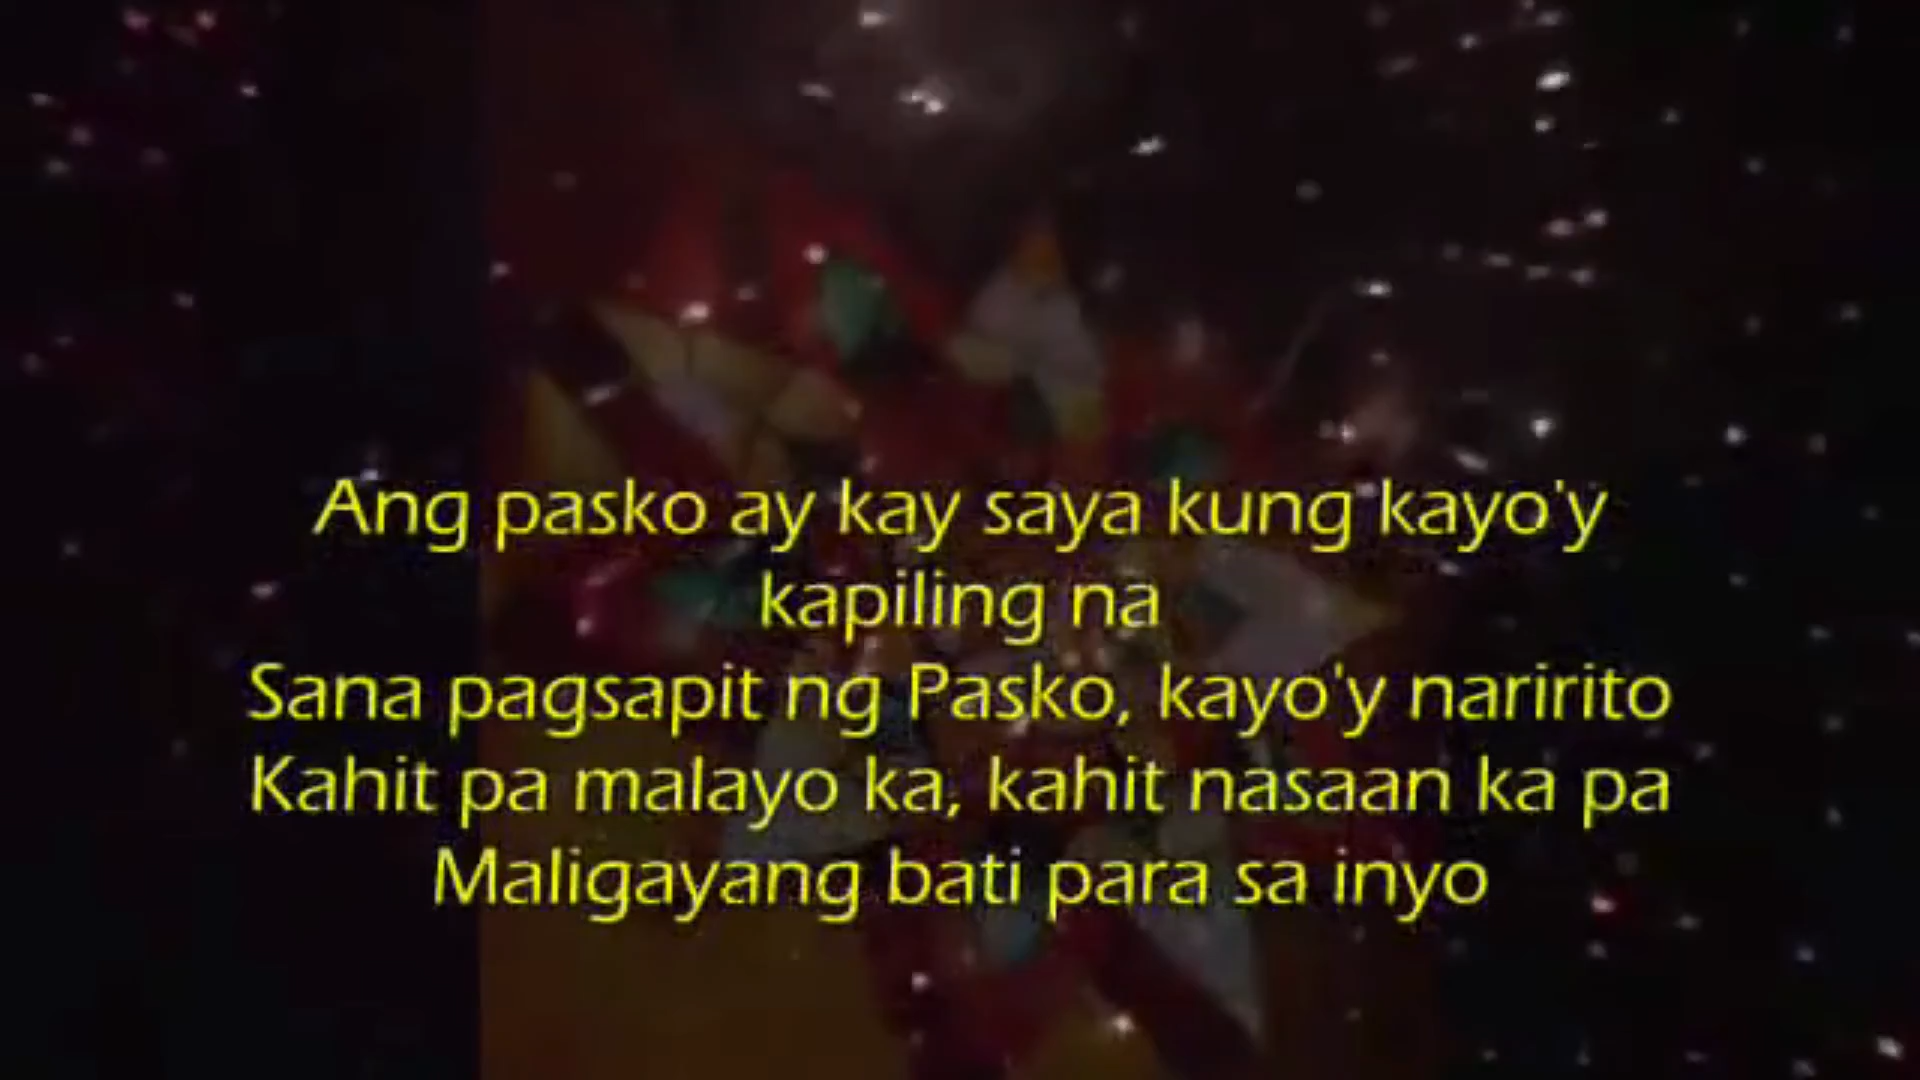 Ang pasko ay kay saya kung kayo'y
kapiling na
Sana pagsapit ng Pasko, kayo'y naririto
Kahit pa malayo ka, kahit nasaan ka pa
Maligayang bati para sa inyo